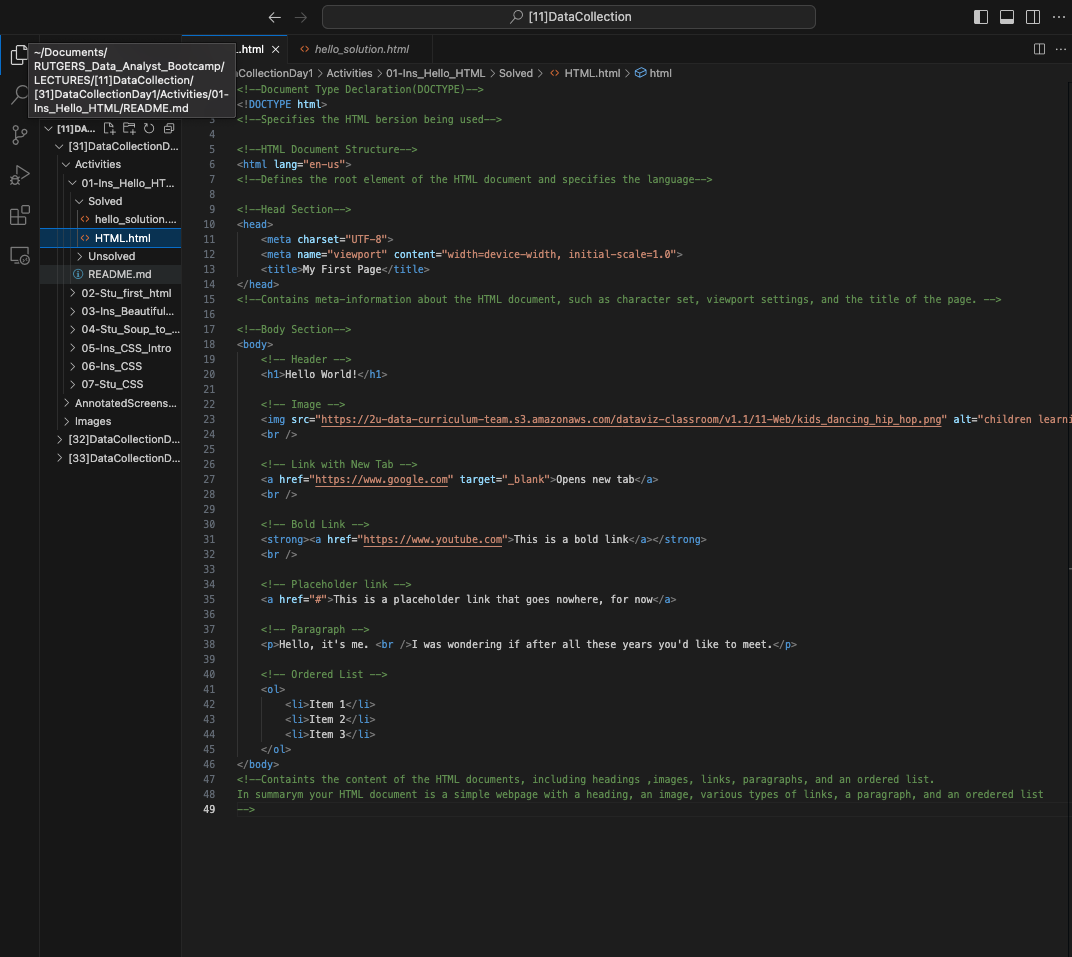 [11]DataCollection
~/Documents/
RUTGERS_Data_Analyst_Bootcamp/
LECTURES/[11]DataCollection/
[31]DataCollectionDay1/Activities/01-
Ins_Hello_HTML/README.md
.html
hello_solution.html
Activities > 01-Ins_Hello_HTML > Solved > <> HTML.html > html
[11]DA...
[31]DataCollectionD...
Activities
01-Ins_Hello_HT...
Solved
hello_solution....
HTML.html
Unsolved
README.md
02-Stu_first_html
03-Ins_Beautiful...
04-Stu_Soup_to_...
05-Ins_CSS_Intro
06-Ins_CSS
07-Stu_CSS
AnnotatedScreens...
Images
[32]DataCollectionD...
[33]DataCollectionD...
<!--Document Type Declaration(DOCTYPE)-->
<!DOCTYPE html>
3 <!--Specifies the HTML bersion being used-->
4
5 <!--HTML Document Structure-->
6 <html lang="en-us">
7 <!--Defines the root element of the HTML document and specifies the language-->
8
9 <!--Head Section-->
10 <head>
11 <meta charset="UTF-8">
12 <meta name="viewport" content="width=device-width, initial-scale=1.0">
13 <title>My First Page</title>
14 </head>
15 <!--Contains meta-information about the HTML document, such as character set, viewport settings, and the title of the page. -->
16
17 <!--Body Section-->
18 <body>
19 <!-- Header -->
20 <h1>Hello World!</h1>
21
22 <!-- Image -->
23 <img src="https://2u-data-curriculum-team.s3.amazonaws.com/dataviz-classroom/v1.1/11-Web/kids_dancing_hip_hop.png" alt="children learni
24 <br />
25
26 <!-- Link with New Tab -->
27 <a href="https://www.google.com" target="_blank">Opens new tab</a>
28 <br />
29
30 <!-- Bold Link -->
31 <strong><a href="https://www.youtube.com">This is a bold link</a></strong>
32 <br />
33
34 <!-- Placeholder link -->
35 <a href="#">This is a placeholder link that goes nowhere, for now</a>
36
37 <!-- Paragraph -->
38 <p>Hello, it's me. <br />I was wondering if after all these years you'd like to meet.</p>
39
40 <!-- Ordered List -->
41 <ol>
42 <li>Item 1</li>
43 <li>Item 2</li>
44 <li>Item 3</li>
45 </ol>
46 </body>
47 <!--Containts the content of the HTML documents, including headings ,images, links, paragraphs, and an ordered list.
48 In summarym your HTML document is a simple webpage with a heading, an image, various types of links, a paragraph, and an oredered list
49 -->